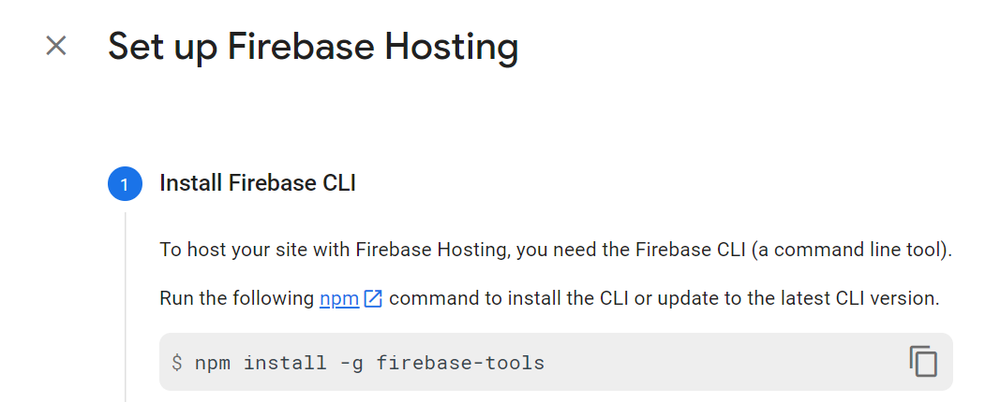 Set up Firebase Hosting
1 Install Firebase CLI
To host your site with Firebase Hosting, you need the Firebase CLI (a command line tool).
Run the following npm command to install the CLI or update to the latest CLI version.
$ npm install -g firebase-tools